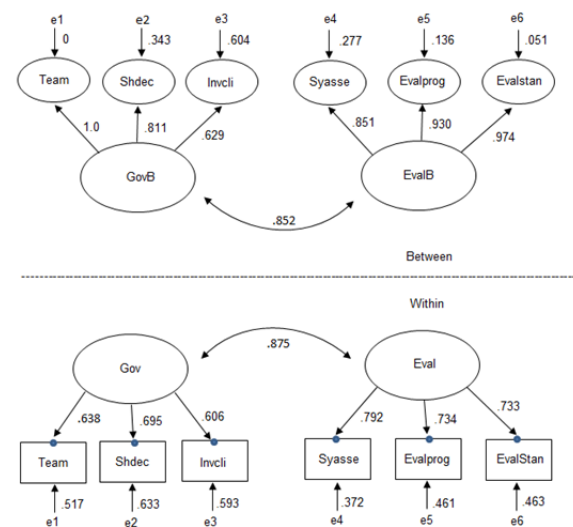 e1 e2 e3 e4 e5 e6
0 .343 .604 .277 .136 .051
Team Shdec Invcli Syasse Evalprog Evalstan
1.0 .811 .629 .851 .930 .974
GovB EvalB
.852
Between
Within
.875
Gov Eval
.638 .695 .606 .792 .734 .733
Team Shdec Invcli Syasse Evalprog EvalStan
.517 .633 .593 .372 .461 .463
e1 e2 e3 e4 e5 e6